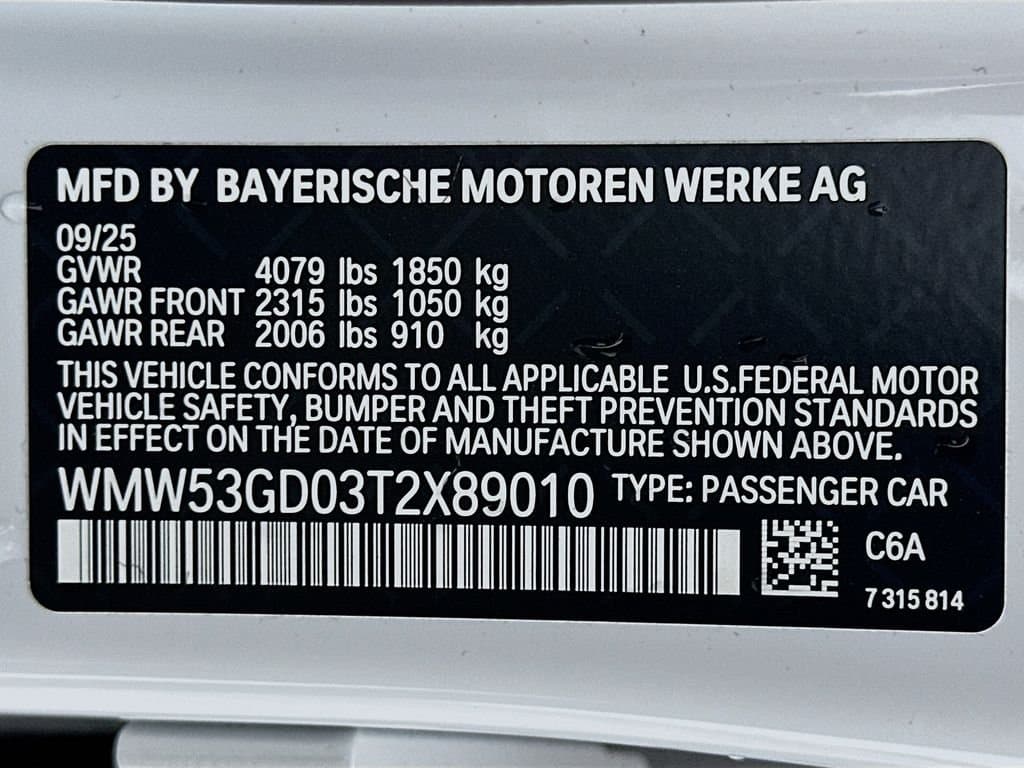 MFD BY BAYERISCHE MOTOREN WERKE AG
09/25
GVWR 4079 lbs 1850 kg
GAWR FRONT 2315 lbs 1050 kg
GAWR REAR 2006 lbs 910 kg
THIS VEHICLE CONFORMS TO ALL APPLICABLE U.S.FEDERAL MOTOR
VEHICLE SAFETY, BUMPER AND THEFT PREVENTION STANDARDS
IN EFFECT ON THE DATE OF MANUFACTURE SHOWN ABOVE.
WMW53GD03T2X89010 TYPE: PASSENGER CAR
C6A
7 315 814